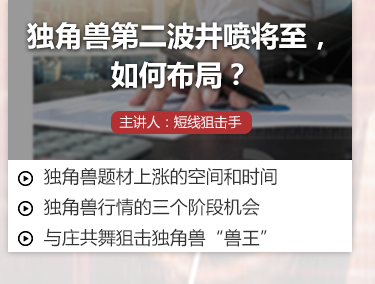 独角兽第二波井喷将至，
如何布局？
主讲人：短线狙击手
独角兽题材上涨的空间和时间
独角兽行情的三个阶段机会
与庄共舞狙击独角兽“兽王”